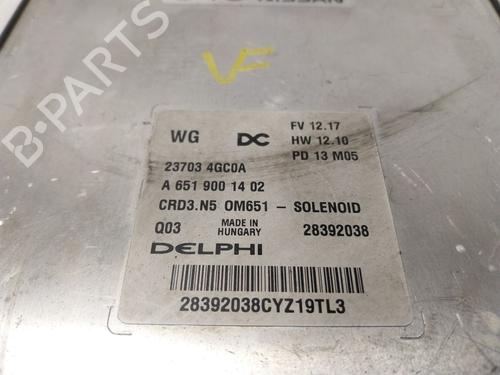 NISSAN
B-PARTS
VF
WG DC FV 12.17
HW 12.10
PD 13 M05
23703 4GC0A
A 651 900 14 02
CRD3.N5 OM651 - SOLENOID
Q03 MADE IN HUNGARY 28392038
DELPHI
28392038CYZ19TL3